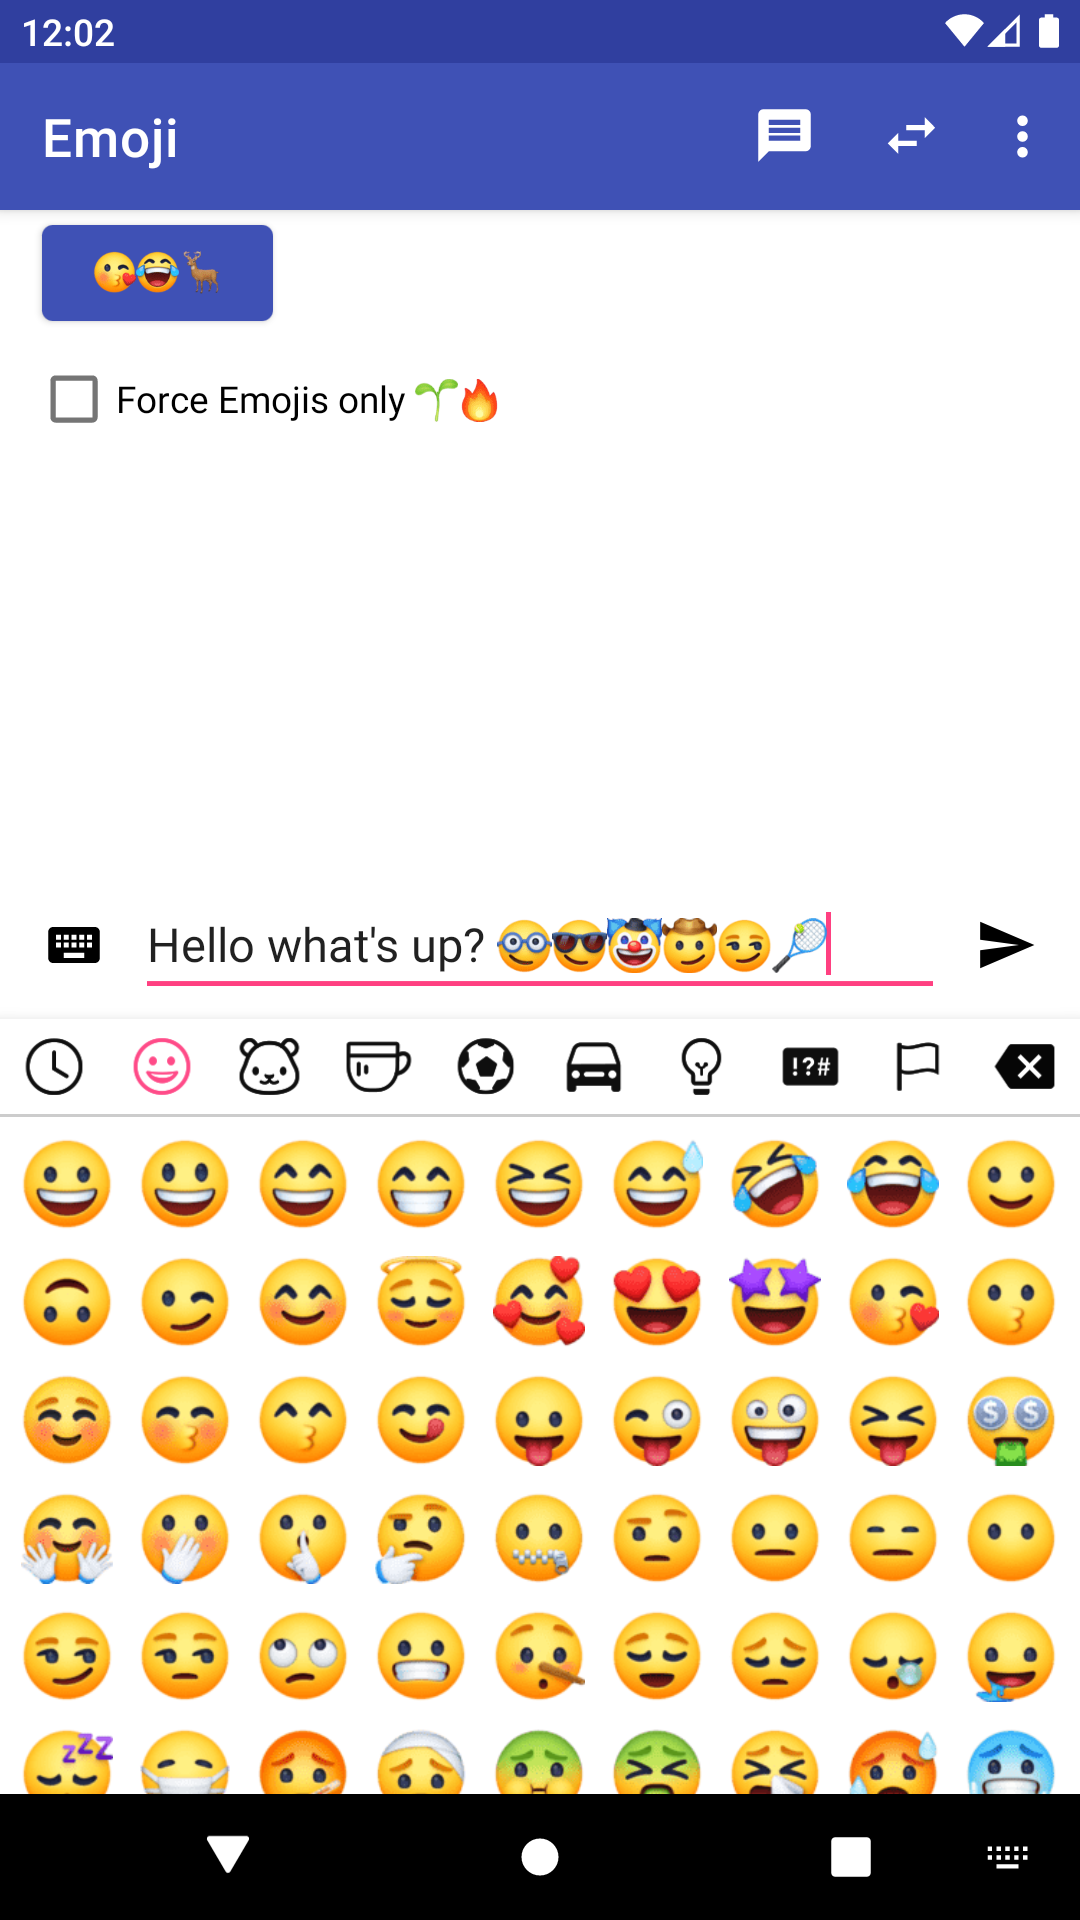 12:02
Emoji
😘😂🦌
Force Emojis only 🌱🔥
Hello what's up? 🤓😎🤡🤠😏🎾
!?#